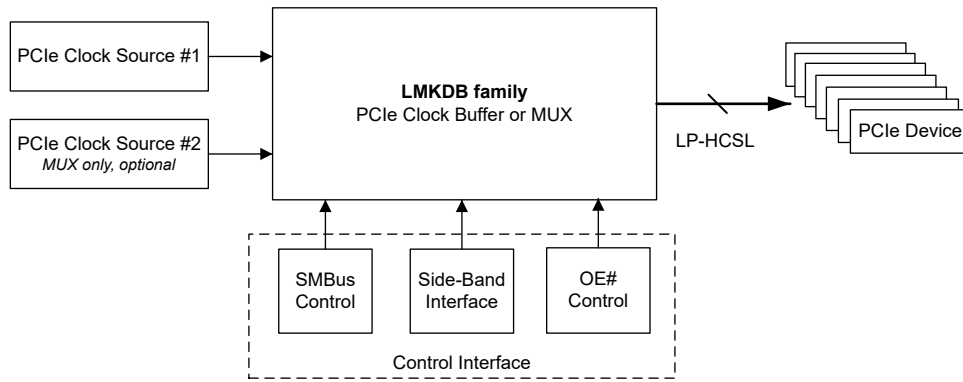 PCIe Clock Source #1
PCIe Clock Source #2
MUX only, optional
LMKDB family
PCIe Clock Buffer or MUX
LP-HCSL
PCIe Device
SMBus
Control
Side-Band
Interface
OE#
Control
Control Interface